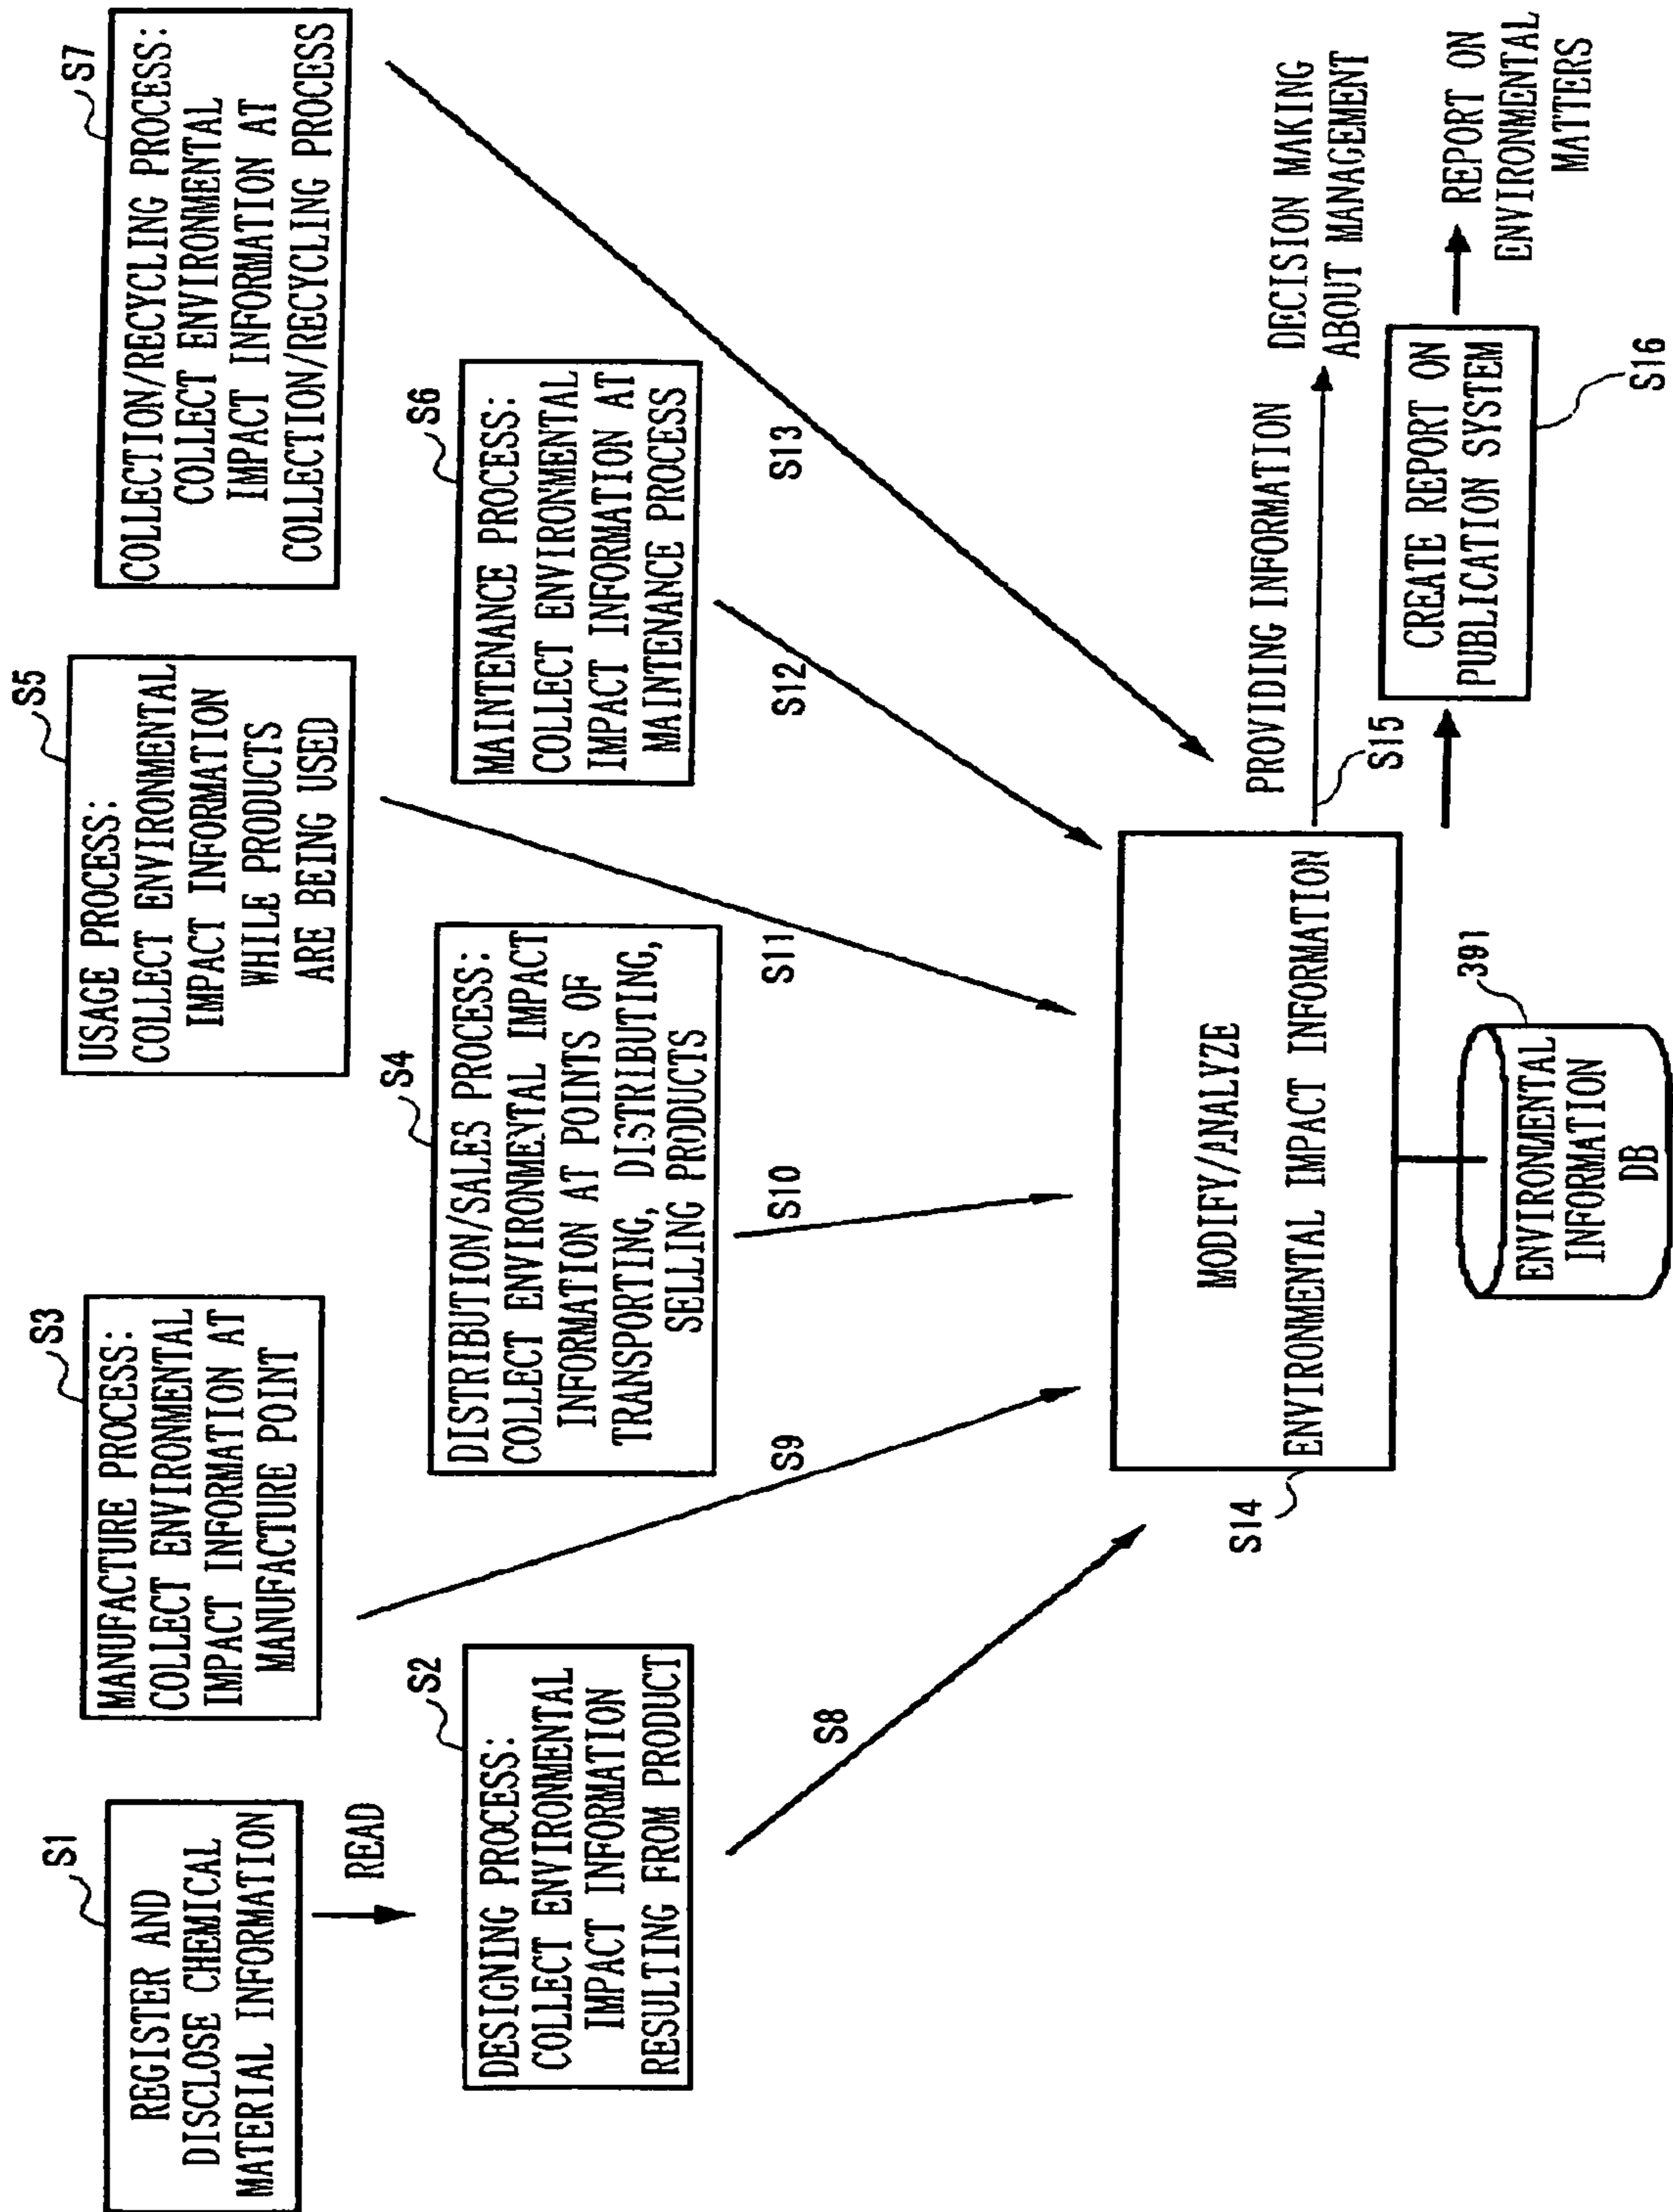 S1
REGISTER AND
DISCLOSE CHEMICAL
MATERIAL INFORMATION
READ
S2
DESIGNING PROCESS:
COLLECT ENVIRONMENTAL
IMPACT INFORMATION
RESULTING FROM PRODUCT
S3
MANUFACTURE PROCESS:
COLLECT ENVIRONMENTAL
IMPACT INFORMATION AT
MANUFACTURE POINT
S4
DISTRIBUTION/SALES PROCESS:
COLLECT ENVIRONMENTAL IMPACT
INFORMATION AT POINTS OF
TRANSPORTING, DISTRIBUTING,
SELLING PRODUCTS
S5
USAGE PROCESS:
COLLECT ENVIRONMENTAL
IMPACT INFORMATION
WHILE PRODUCTS
ARE BEING USED
S6
MAINTENANCE PROCESS:
COLLECT ENVIRONMENTAL
IMPACT INFORMATION AT
MAINTENANCE PROCESS
S7
COLLECTION/RECYCLING PROCESS:
COLLECT ENVIRONMENTAL
IMPACT INFORMATION AT
COLLECTION/RECYCLING PROCESS
S8
S9
S10
S11
S12
S13
S14
MODIFY/ANALYZE
ENVIRONMENTAL IMPACT INFORMATION
391
ENVIRONMENTAL
INFORMATION
DB
PROVIDING INFORMATION
S15
DECISION MAKING
ABOUT MANAGEMENT
CREATE REPORT ON
PUBLICATION SYSTEM
S16
REPORT ON
ENVIRONMENTAL
MATTERS